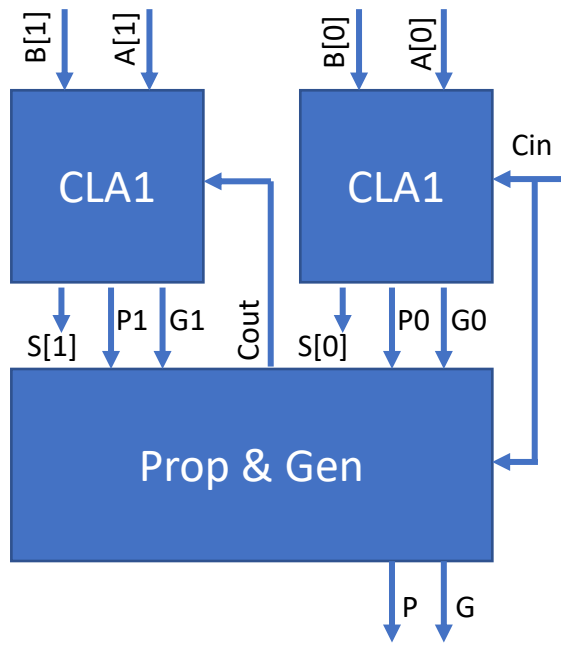 B[1]
A[1]
B[0]
A[0]
Cin
CLA1
CLA1
S[1]
P1
G1
Cout
S[0]
P0
G0
Prop & Gen
P
G